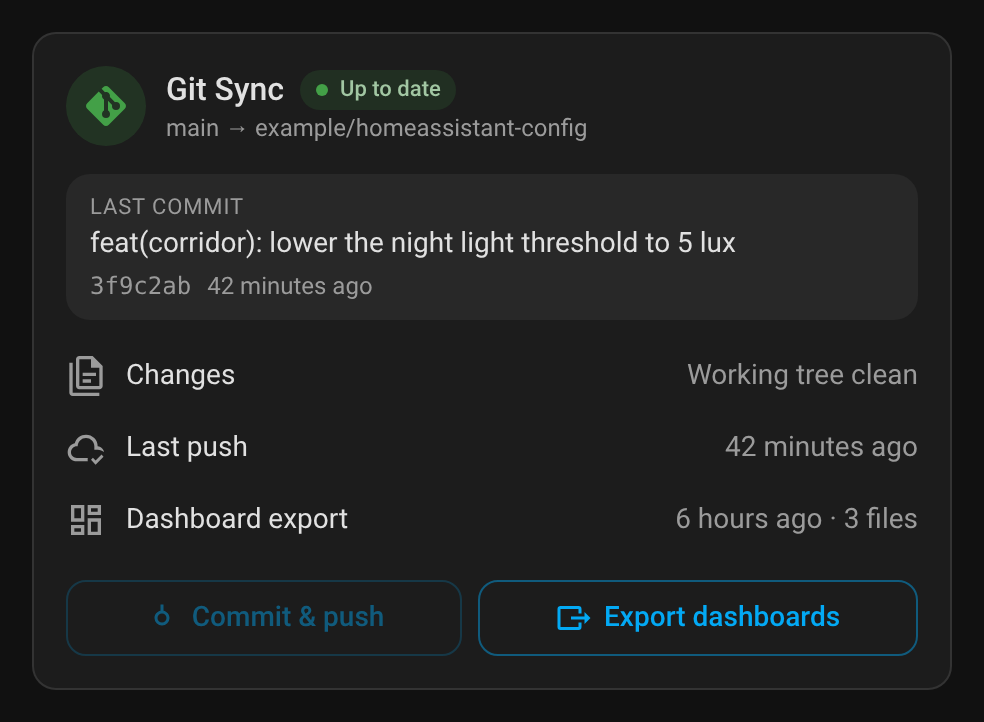 Git Sync
Up to date
main → example/homeassistant-config
LAST COMMIT
feat(corridor): lower the night light threshold to 5 lux
3f9c2ab 42 minutes ago
Changes
Working tree clean
Last push
42 minutes ago
Dashboard export
6 hours ago · 3 files
Commit & push
Export dashboards